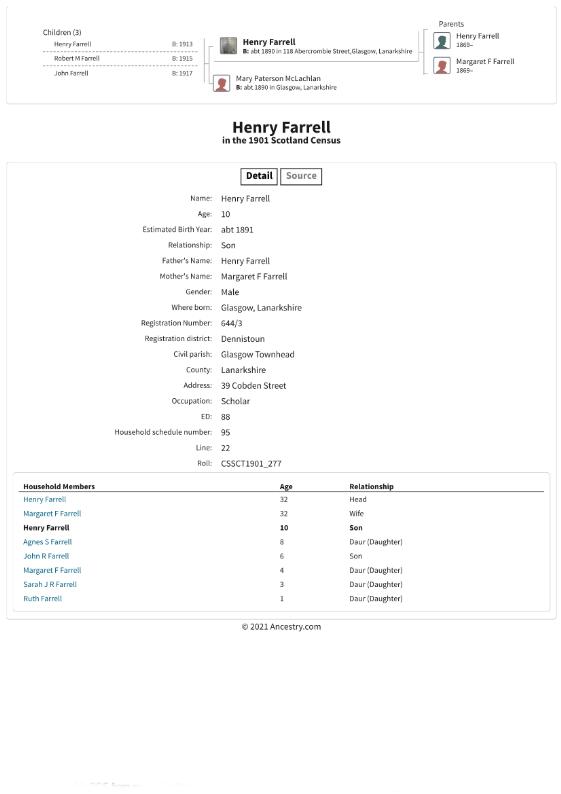 Children (3)
Henry Farrell B: 1913
Robert M Farrell B: 1915
John Farrell B: 1917
Henry Farrell
B: abt 1890 in 118 Abercrombie Street,Glasgow, Lanarkshire
Mary Paterson McLachlan
B: abt 1890 in Glasgow, Lanarkshire
Parents
Henry Farrell
1869–
Margaret F Farrell
1869–
Henry Farrell
in the 1901 Scotland Census
Detail Source
Name: Henry Farrell
Age: 10
Estimated Birth Year: abt 1891
Relationship: Son
Father's Name: Henry Farrell
Mother's Name: Margaret F Farrell
Gender: Male
Where born: Glasgow, Lanarkshire
Registration Number: 644/3
Registration district: Dennistoun
Civil parish: Glasgow Townhead
County: Lanarkshire
Address: 39 Cobden Street
Occupation: Scholar
ED: 88
Household schedule number: 95
Line: 22
Roll: CSSCT1901_277
Household Members Age Relationship
Henry Farrell 32 Head
Margaret F Farrell 32 Wife
Henry Farrell 10 Son
Agnes S Farrell 8 Daur (Daughter)
John R Farrell 6 Son
Margaret F Farrell 4 Daur (Daughter)
Sarah J R Farrell 3 Daur (Daughter)
Ruth Farrell 1 Daur (Daughter)
© 2021 Ancestry.com